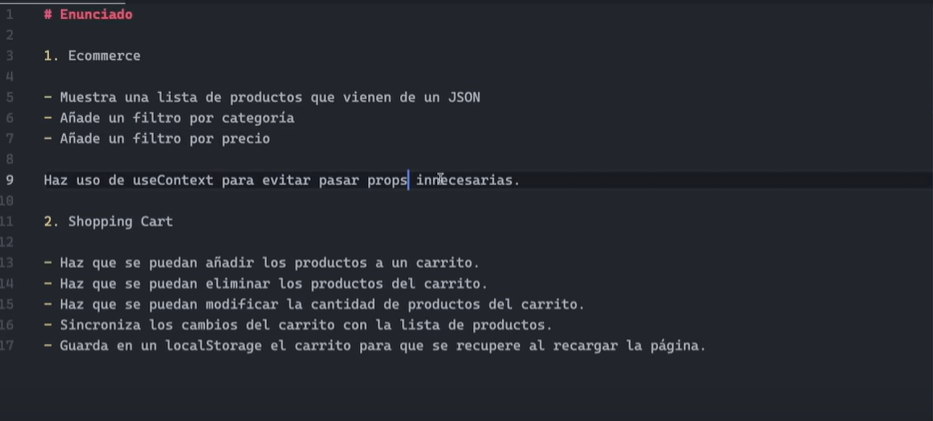 1 # Enunciado
2
3 1. Ecommerce
4
5 - Muestra una lista de productos que vienen de un JSON
6 - Añade un filtro por categoría
7 - Añade un filtro por precio
8
9 Haz uso de useContext para evitar pasar props innecesarias.
10
11 2. Shopping Cart
12
13 - Haz que se puedan añadir los productos a un carrito.
14 - Haz que se puedan eliminar los productos del carrito.
15 - Haz que se puedan modificar la cantidad de productos del carrito.
16 - Sincroniza los cambios del carrito con la lista de productos.
17 - Guarda en un localStorage el carrito para que se recupere al recargar la página.